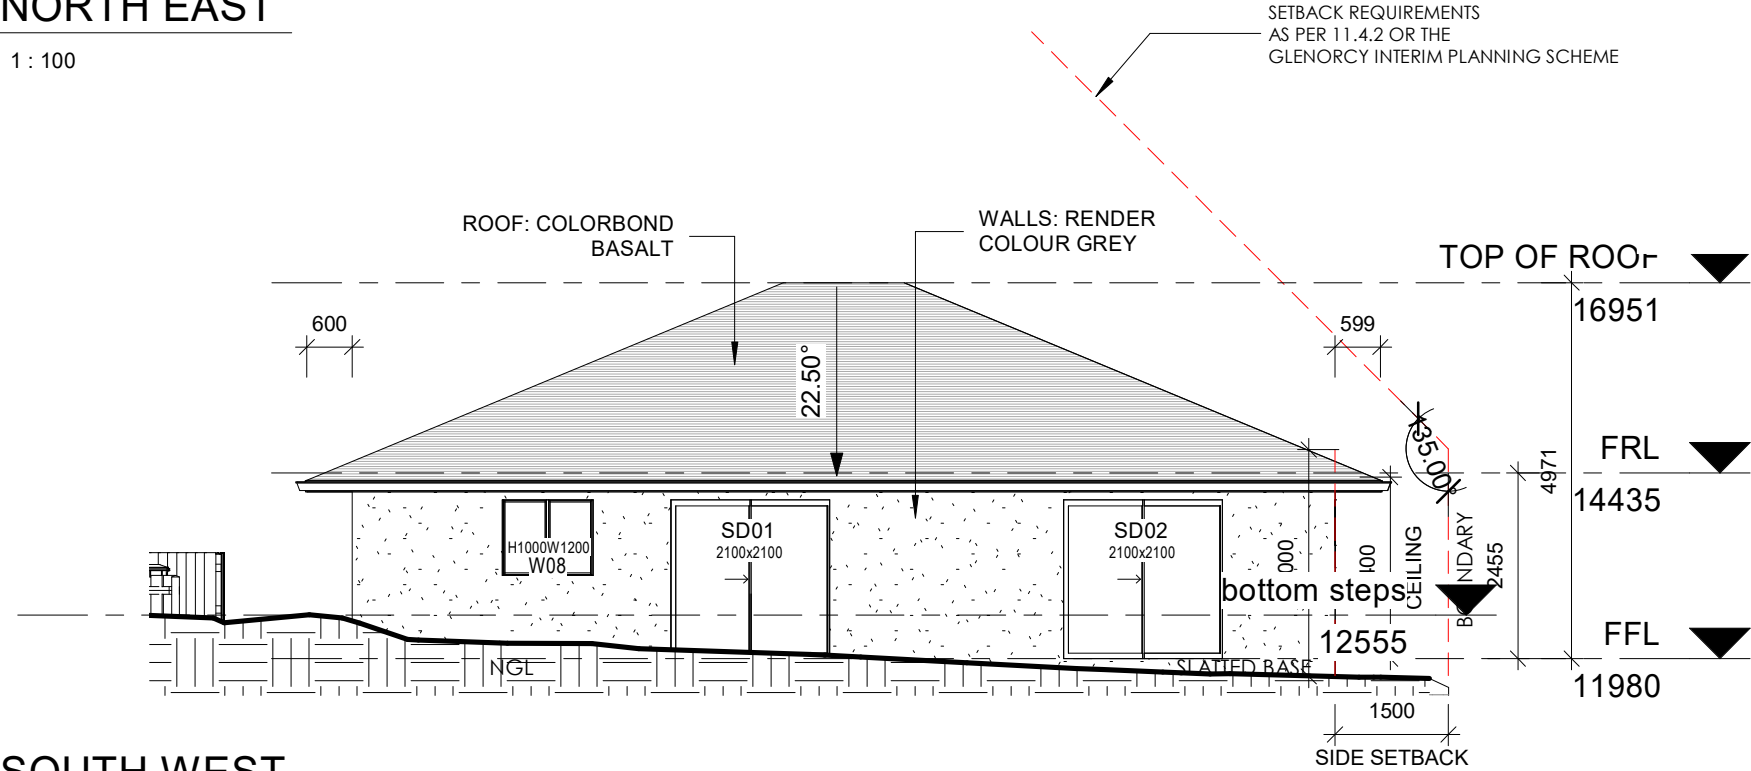 NORTH EAST
1 : 100
SETBACK REQUIREMENTS
AS PER 11.4.2 OR THE
GLENORCY INTERIM PLANNING SCHEME
ROOF: COLORBOND
BASALT
WALLS: RENDER
COLOUR GREY
TOP OF ROOF
16951
600
599
22.50°
135.00°
FRL
14435
4971
2455
H1000W1200
W08
SD01
2100x2100
SD02
2100x2100
CEILING
BOUNDARY
bottom steps
12555
FFL
11980
NGL
SLATTED BASE
1500
SIDE SETBACK
SOUTH WEST